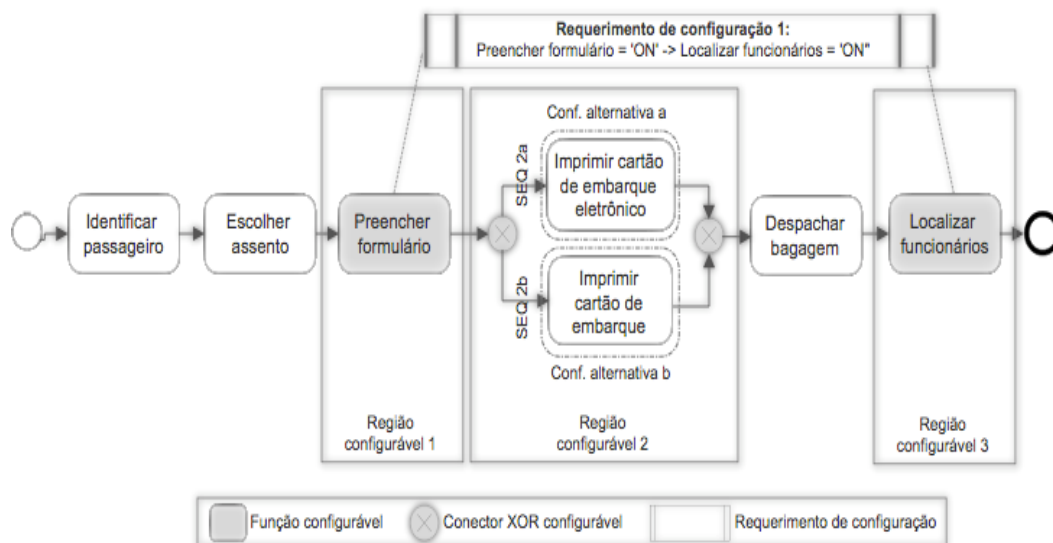 Requerimento de configuração 1:
Preencher formulário = 'ON' -> Localizar funcionários = 'ON"
Conf. alternativa a
SEQ 2a
Imprimir cartão
de embarque
eletrônico
Identificar
passageiro
Escolher
assento
Preencher
formulário
Despachar
bagagem
Localizar
funcionários
SEQ 2b
Imprimir
cartão de
embarque
Conf. alternativa b
Região
configurável 1
Região
configurável 2
Região
configurável 3
Função configurável
Conector XOR configurável
Requerimento de configuração